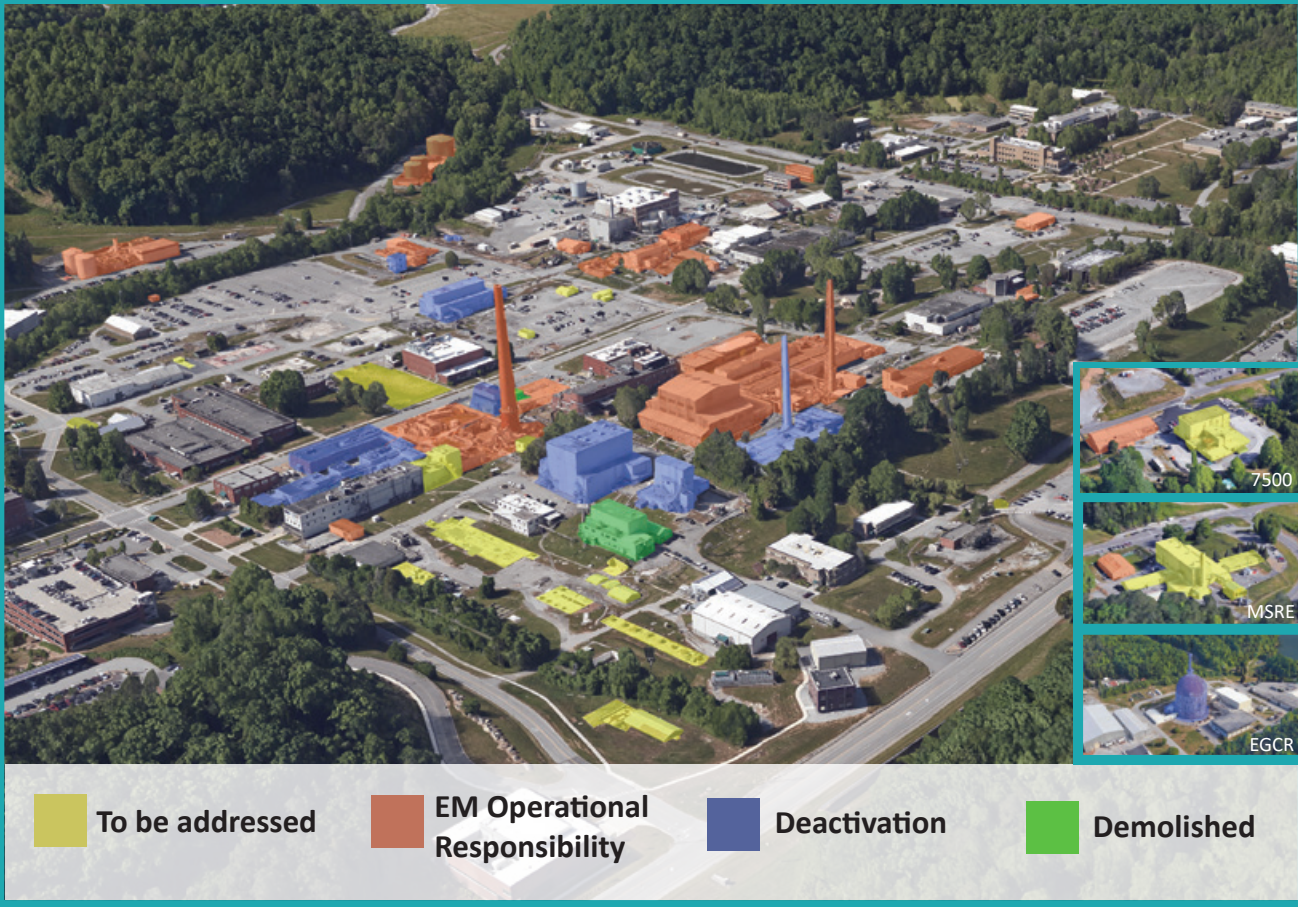 7500
MSRE
EGCR
To be addressed
EM Operational
Responsibility
Deactivation
Demolished